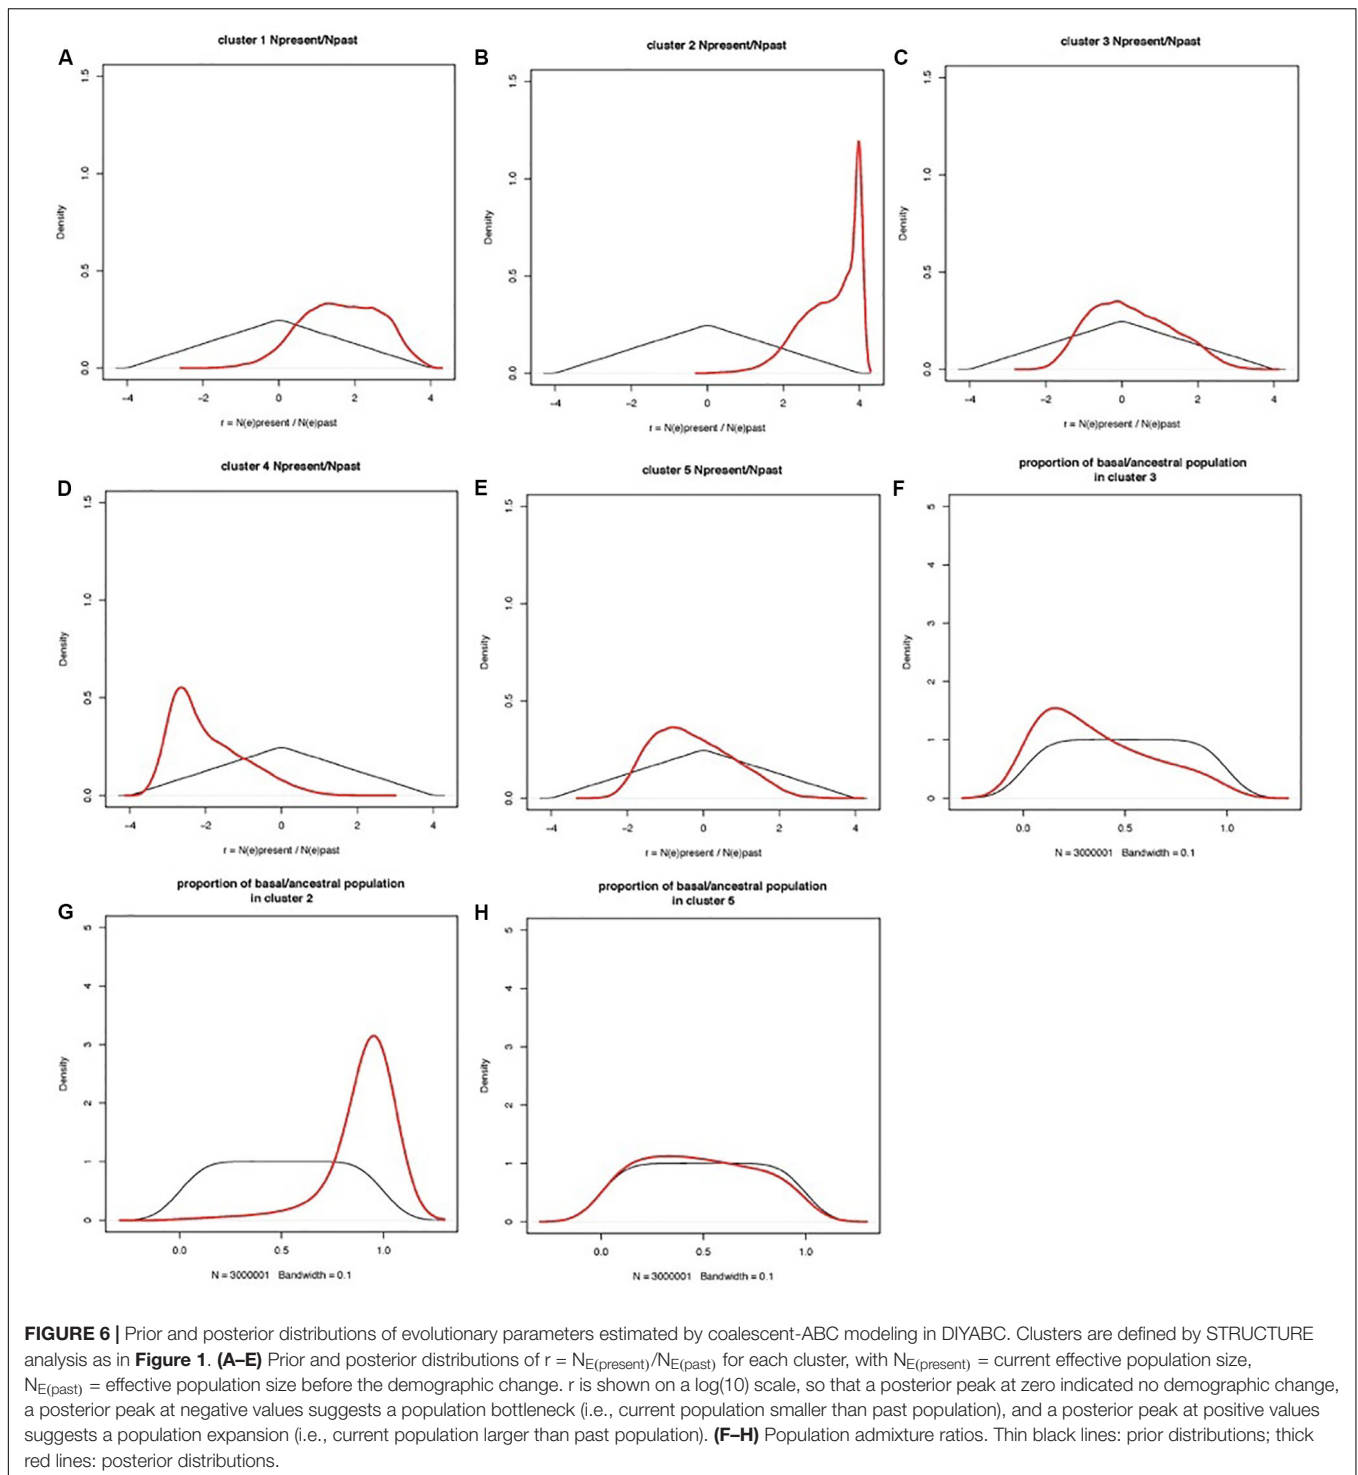 A
cluster 1 Npresent/Npast
Density
0.0 0.5 1.0 1.5
−4 −2 0 2 4
r = N(e)present / N(e)past
B
cluster 2 Npresent/Npast
Density
0.0 0.5 1.0 1.5
−4 −2 0 2 4
r = N(e)present / N(e)past
C
cluster 3 Npresent/Npast
Density
0.0 0.5 1.0 1.5
−4 −2 0 2 4
r = N(e)present / N(e)past
D
cluster 4 Npresent/Npast
Density
0.0 0.5 1.0 1.5
−4 −2 0 2 4
r = N(e)present / N(e)past
E
cluster 5 Npresent/Npast
Density
0.0 0.5 1.0 1.5
−4 −2 0 2 4
r = N(e)present / N(e)past
F
proportion of basal/ancestral population
in cluster 3
Density
0 1 2 3 4 5
0.0 0.5 1.0
N = 3000001 Bandwidth = 0.1
G
proportion of basal/ancestral population
in cluster 2
Density
0 1 2 3 4 5
0.0 0.5 1.0
N = 3000001 Bandwidth = 0.1
H
proportion of basal/ancestral population
in cluster 5
Density
0 1 2 3 4 5
0.0 0.5 1.0
N = 3000001 Bandwidth = 0.1
FIGURE 6 | Prior and posterior distributions of evolutionary parameters estimated by coalescent-ABC modeling in DIYABC. Clusters are defined by STRUCTURE
analysis as in Figure 1. (A–E) Prior and posterior distributions of r = NE(present)/NE(past) for each cluster, with NE(present) = current effective population size,
NE(past) = effective population size before the demographic change. r is shown on a log(10) scale, so that a posterior peak at zero indicated no demographic change,
a posterior peak at negative values suggests a population bottleneck (i.e., current population smaller than past population), and a posterior peak at positive values
suggests a population expansion (i.e., current population larger than past population). (F–H) Population admixture ratios. Thin black lines: prior distributions; thick
red lines: posterior distributions.